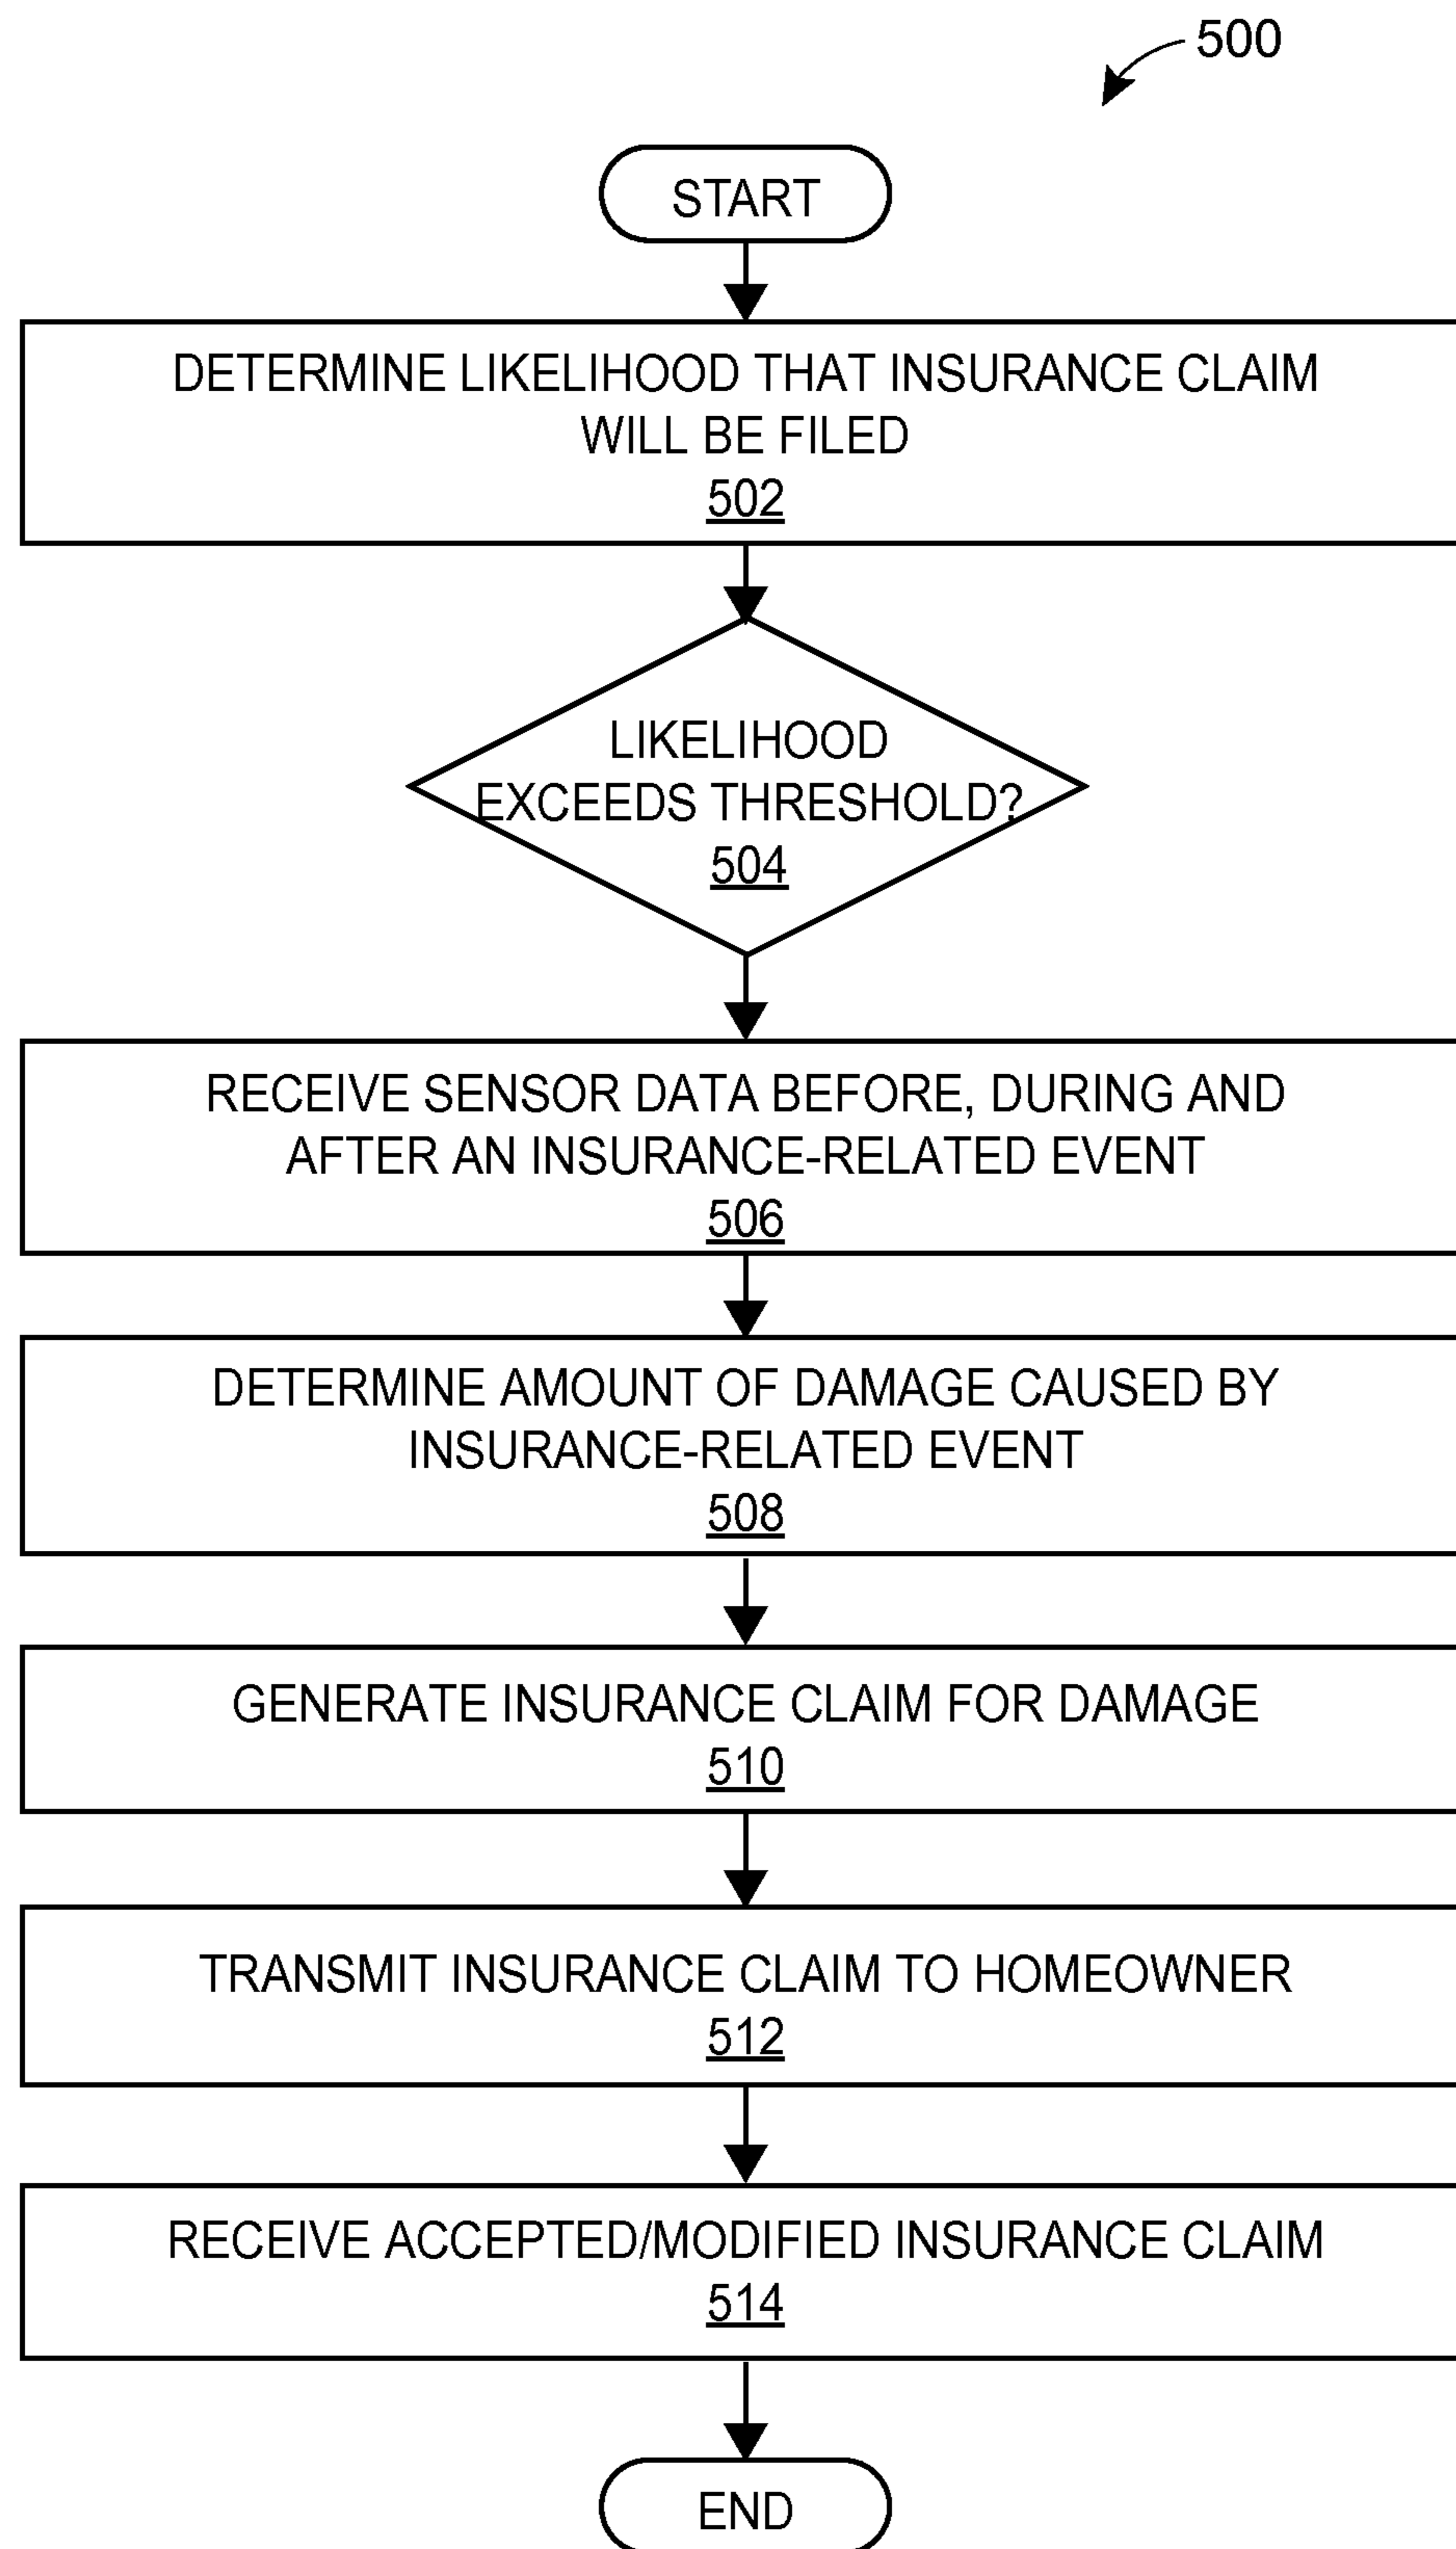 500
START
DETERMINE LIKELIHOOD THAT INSURANCE CLAIM
WILL BE FILED
502
LIKELIHOOD
EXCEEDS THRESHOLD?
504
RECEIVE SENSOR DATA BEFORE, DURING AND
AFTER AN INSURANCE-RELATED EVENT
506
DETERMINE AMOUNT OF DAMAGE CAUSED BY
INSURANCE-RELATED EVENT
508
GENERATE INSURANCE CLAIM FOR DAMAGE
510
TRANSMIT INSURANCE CLAIM TO HOMEOWNER
512
RECEIVE ACCEPTED/MODIFIED INSURANCE CLAIM
514
END